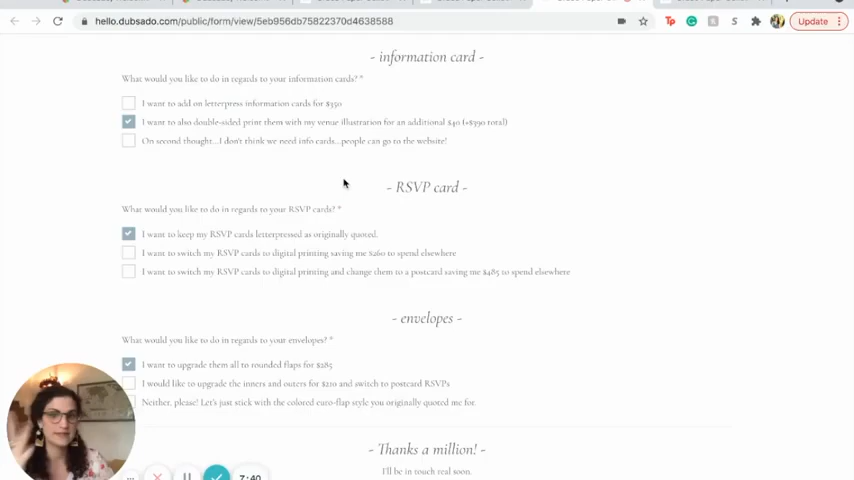 hello.dubsado.com/public/form/view/5eb956db75822370d4638588
Update
- information card -
What would you like to do in regards to your information cards? *
I want to add on letterpress information cards for $350
I want to also double-sided print them with my venue illustration for an additional $40 (=$390 total)
On second thought...I don't think we need info cards...people can go to the website!
- RSVP card -
What would you like to do in regards to your RSVP cards? *
I want to keep my RSVP cards letterpressed as originally quoted.
I want to switch my RSVP cards to digital printing saving me $260 to spend elsewhere
I want to switch my RSVP cards to digital printing and change them to a postcard saving me $485 to spend elsewhere
- envelopes -
What would you like to do in regards to your envelopes? *
I want to upgrade them all to rounded flaps for $285
I would like to upgrade the inners and outers for $210 and switch to postcard RSVPs
Neither, please! Let's just stick with the colored euro-flap style you originally quoted me for.
- Thanks a million! -
I'll be in touch real soon.
7:40